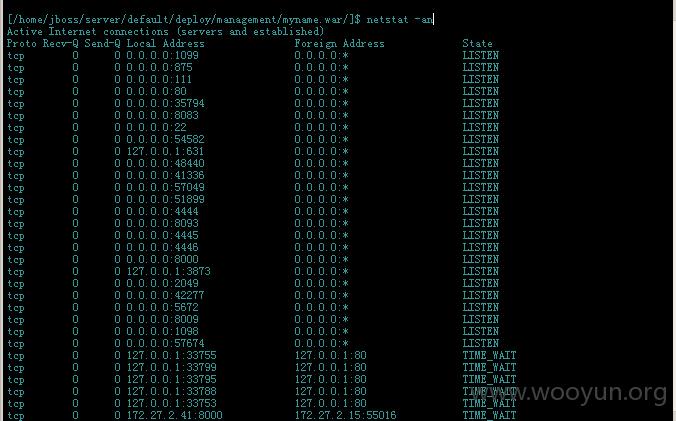 [/home/jboss/server/default/deploy/management/myname.war/]$ netstat -an
Active Internet connections (servers and established)
Proto Recv-Q Send-Q Local Address Foreign Address State
tcp 0 0 0.0.0.0:1099 0.0.0.0:* LISTEN
tcp 0 0 0.0.0.0:875 0.0.0.0:* LISTEN
tcp 0 0 0.0.0.0:111 0.0.0.0:* LISTEN
tcp 0 0 0.0.0.0:80 0.0.0.0:* LISTEN
tcp 0 0 0.0.0.0:35794 0.0.0.0:* LISTEN
tcp 0 0 0.0.0.0:8083 0.0.0.0:* LISTEN
tcp 0 0 0.0.0.0:22 0.0.0.0:* LISTEN
tcp 0 0 0.0.0.0:54582 0.0.0.0:* LISTEN
tcp 0 0 127.0.0.1:631 0.0.0.0:* LISTEN
tcp 0 0 0.0.0.0:48440 0.0.0.0:* LISTEN
tcp 0 0 0.0.0.0:41336 0.0.0.0:* LISTEN
tcp 0 0 0.0.0.0:57049 0.0.0.0:* LISTEN
tcp 0 0 0.0.0.0:51899 0.0.0.0:* LISTEN
tcp 0 0 0.0.0.0:4444 0.0.0.0:* LISTEN
tcp 0 0 0.0.0.0:8093 0.0.0.0:* LISTEN
tcp 0 0 0.0.0.0:4445 0.0.0.0:* LISTEN
tcp 0 0 0.0.0.0:4446 0.0.0.0:* LISTEN
tcp 0 0 0.0.0.0:8000 0.0.0.0:* LISTEN
tcp 0 0 127.0.0.1:3873 0.0.0.0:* LISTEN
tcp 0 0 0.0.0.0:2049 0.0.0.0:* LISTEN
tcp 0 0 0.0.0.0:42277 0.0.0.0:* LISTEN
tcp 0 0 0.0.0.0:5672 0.0.0.0:* LISTEN
tcp 0 0 0.0.0.0:8009 0.0.0.0:* LISTEN
tcp 0 0 0.0.0.0:1098 0.0.0.0:* LISTEN
tcp 0 0 0.0.0.0:57674 0.0.0.0:* LISTEN
tcp 0 0 127.0.0.1:33755 127.0.0.1:80 TIME_WAIT
tcp 0 0 127.0.0.1:33799 127.0.0.1:80 TIME_WAIT
tcp 0 0 127.0.0.1:33795 127.0.0.1:80 TIME_WAIT
tcp 0 0 127.0.0.1:33788 127.0.0.1:80 TIME_WAIT
tcp 0 0 127.0.0.1:33753 127.0.0.1:80 TIME_WAIT
tcp 0 0 172.27.2.41:8000 172.27.2.15:55016 TIME_WAIT
www.wooyun.org